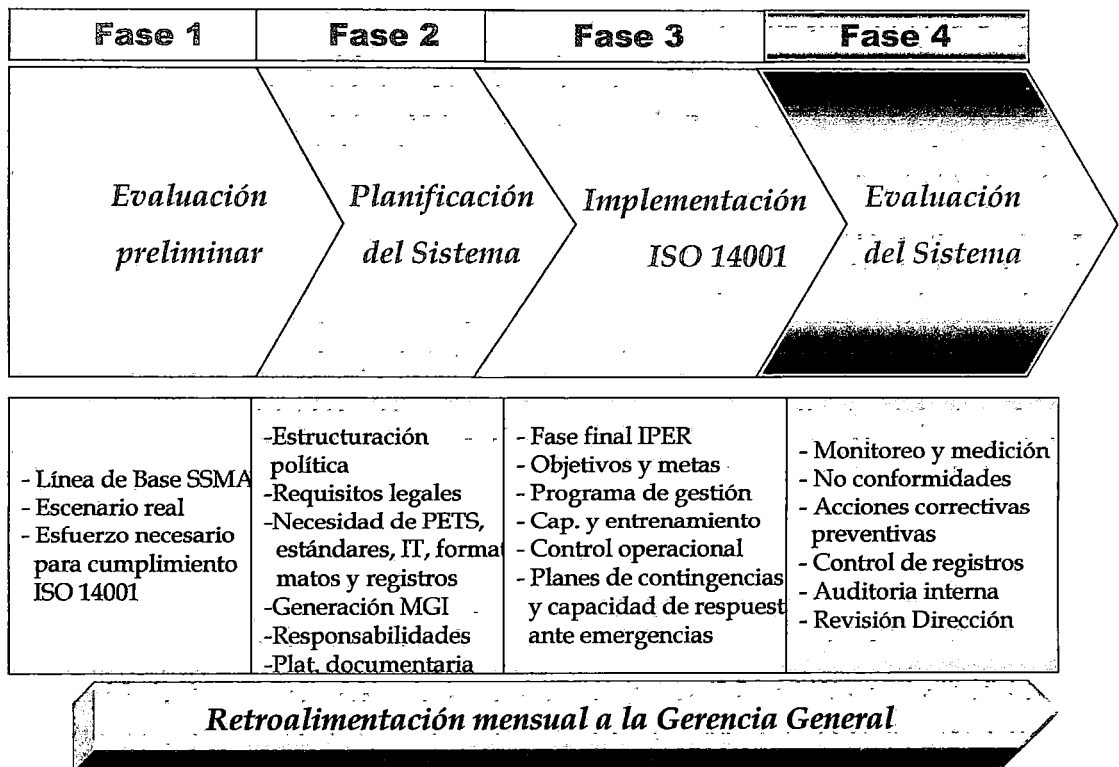 Fase 1
Fase 2
Fase 3
Fase 4
Evaluación
preliminar
Planificación
del Sistema
Implementación
ISO 14001
Evaluación
del Sistema
- Línea de Base SSMA
- Escenario real
- Esfuerzo necesario
para cumplimiento
ISO 14001
-Estructuración
política
-Requisitos legales
-Necesidad de PETS,
estándares, IT, format
matos y registros
-Generación MGI
-Responsabilidades
-Plat. documentaria
- Fase final IPER
- Objetivos y metas
- Programa de gestión
- Cap. y entrenamiento
- Control operacional
- Planes de contingencias
y capacidad de respuest
ante emergencias
- Monitoreo y medición
- No conformidades
- Acciones correctivas
preventivas
- Control de registros
- Auditoria interna
- Revisión Dirección
Retroalimentación mensual a la Gerencia General